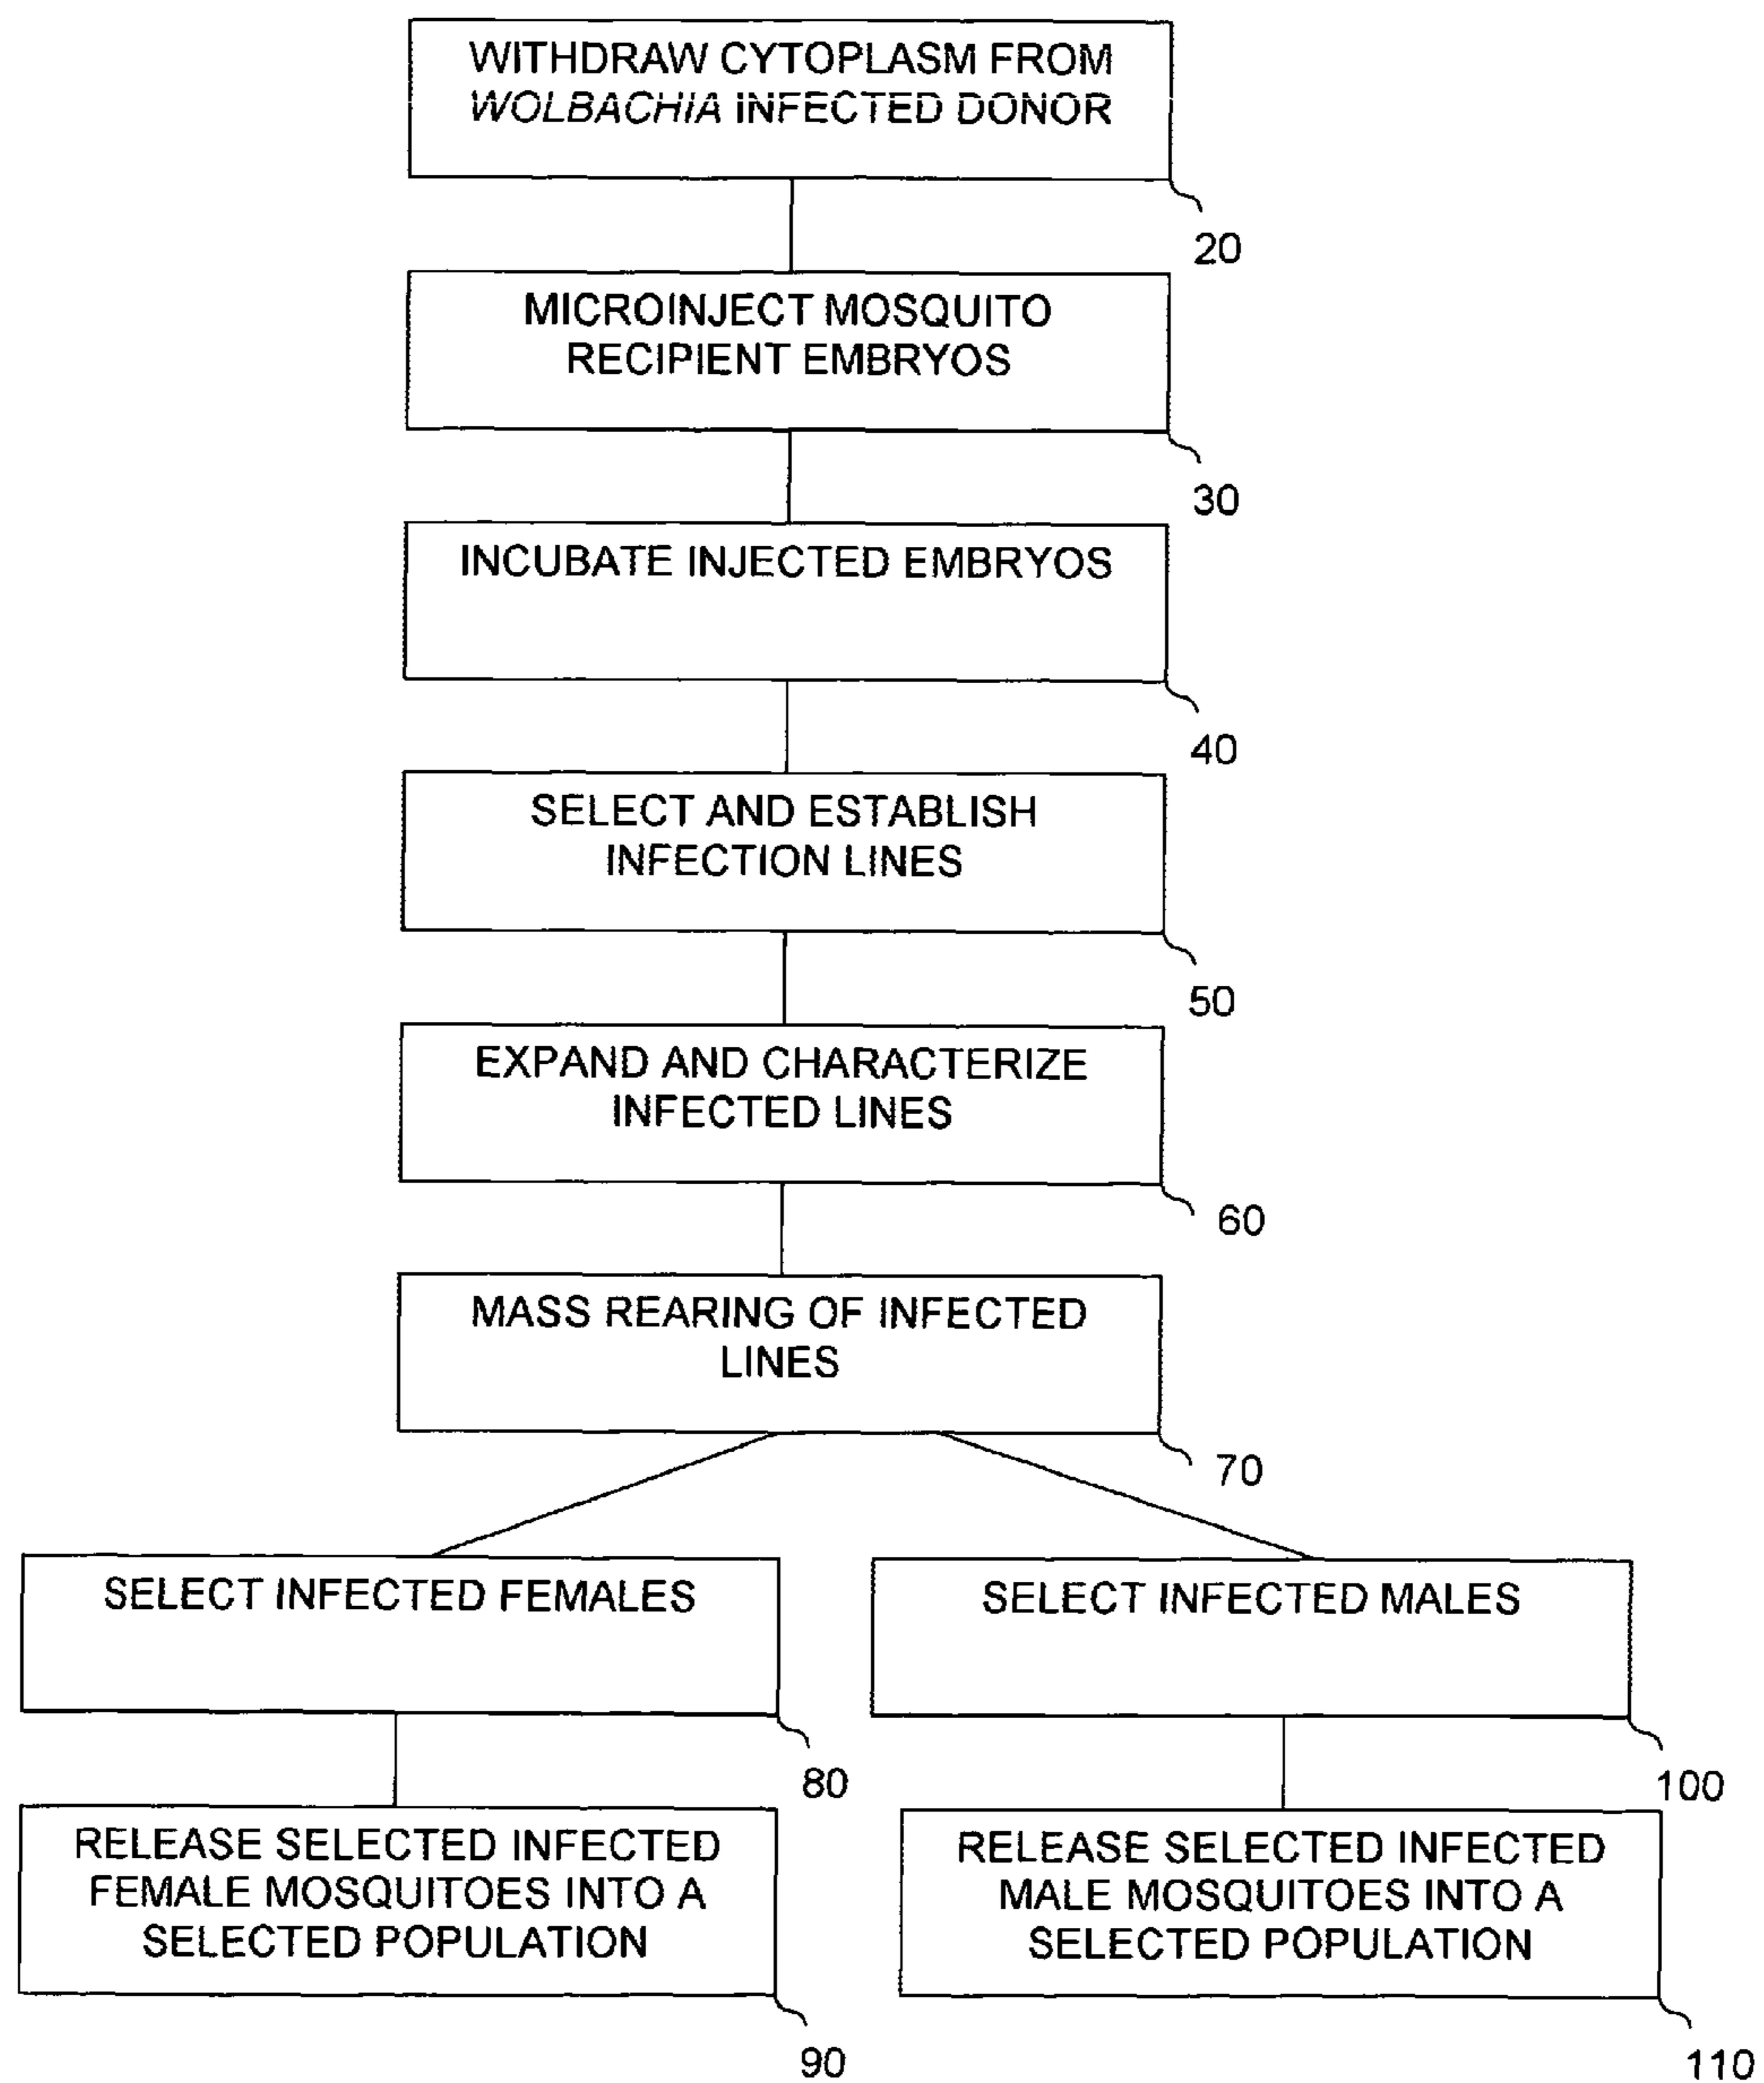 WITHDRAW CYTOPLASM FROM
WOLBACHIA INFECTED DONOR
20
MICROINJECT MOSQUITO
RECIPIENT EMBRYOS
30
INCUBATE INJECTED EMBRYOS
40
SELECT AND ESTABLISH
INFECTION LINES
50
EXPAND AND CHARACTERIZE
INFECTED LINES
60
MASS REARING OF INFECTED
LINES
70
SELECT INFECTED FEMALES
80
RELEASE SELECTED INFECTED
FEMALE MOSQUITOES INTO A
SELECTED POPULATION
90
SELECT INFECTED MALES
100
RELEASE SELECTED INFECTED
MALE MOSQUITOES INTO A
SELECTED POPULATION
110